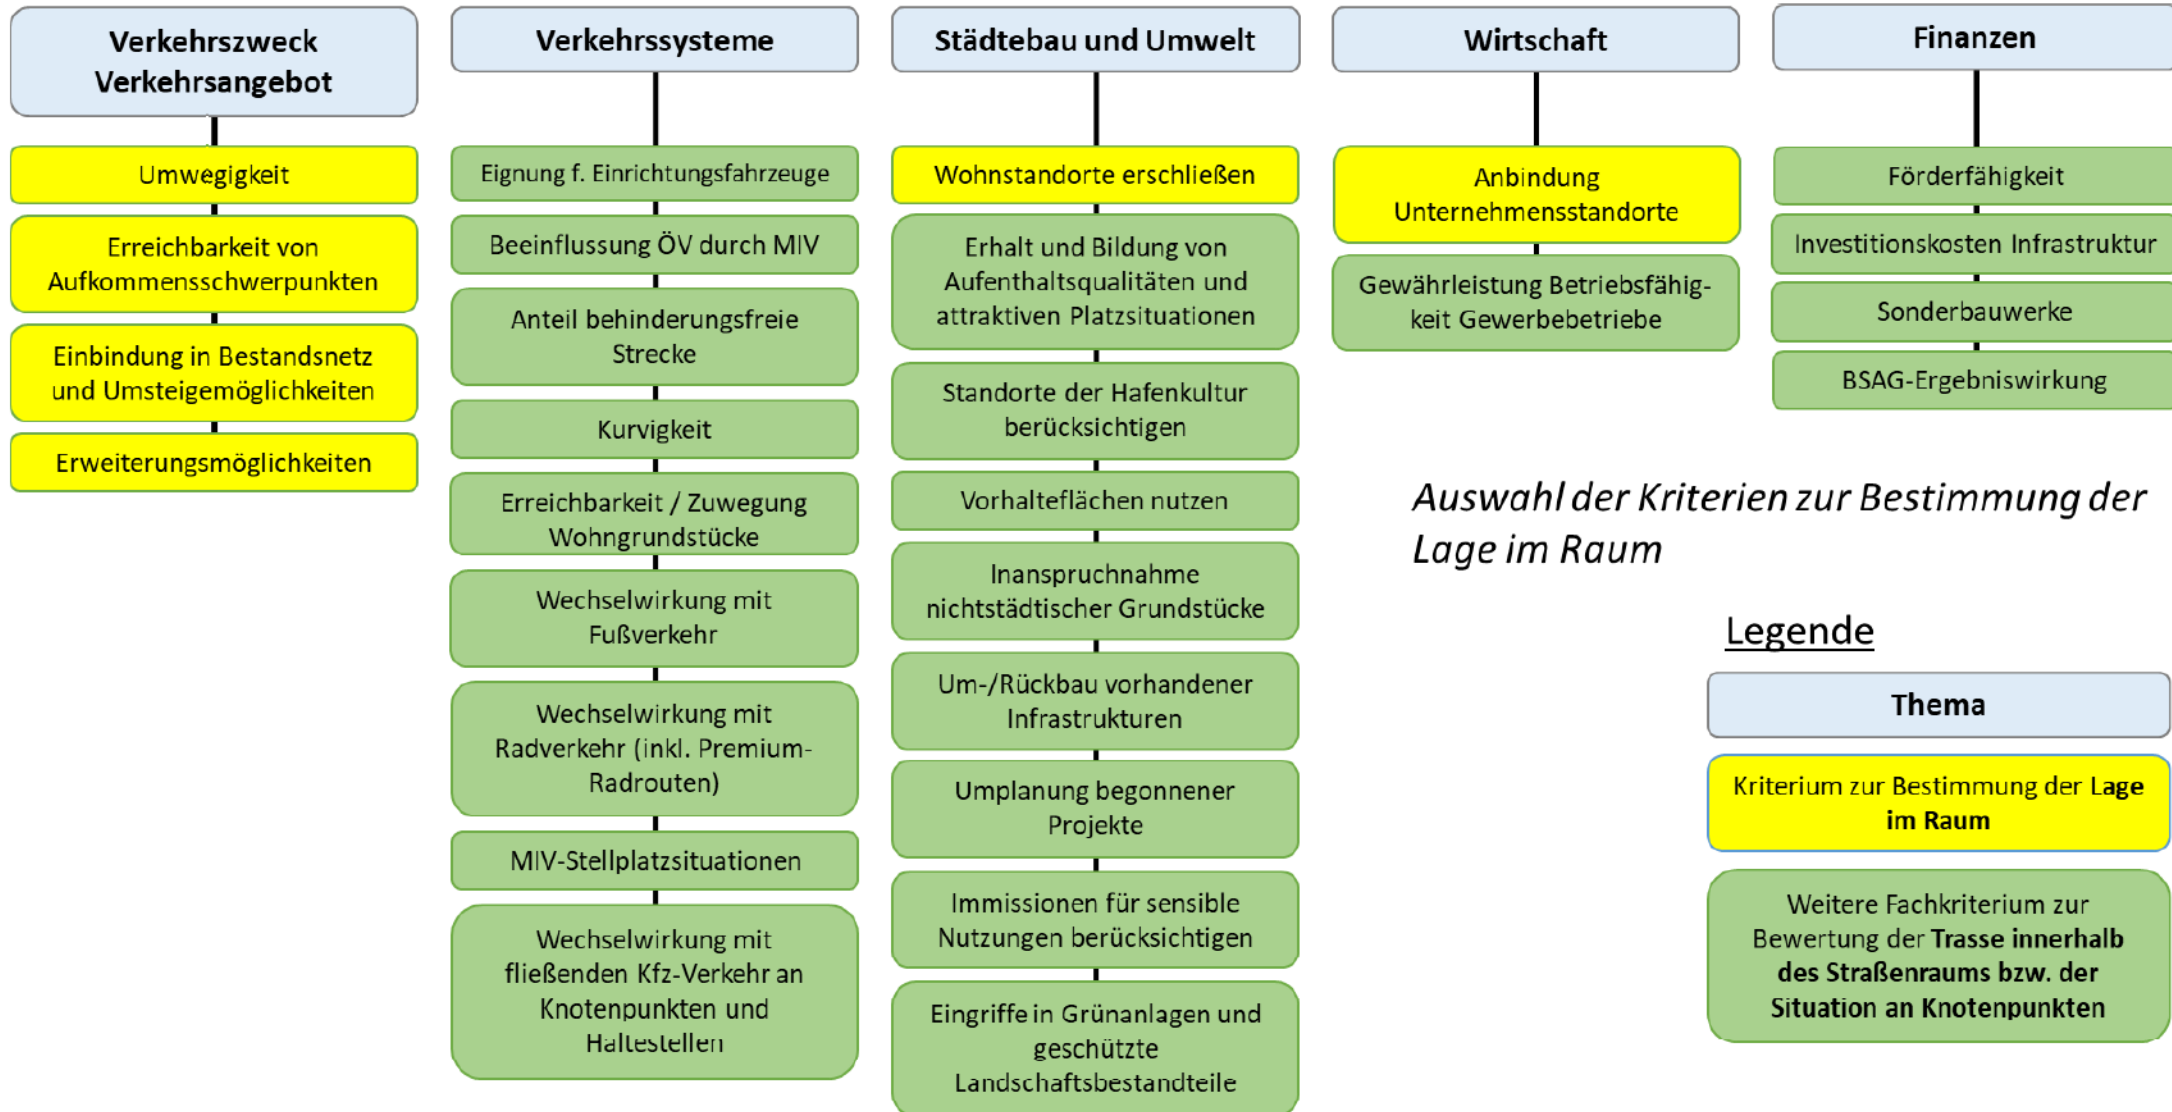 Verkehrszweck
Verkehrsangebot
Umwegigkeit
Erreichbarkeit von
Aufkommensschwerpunkten
Einbindung in Bestandsnetz
und Umsteigemöglichkeiten
Erweiterungsmöglichkeiten
Verkehrssysteme
Eignung f. Einrichtungsfahrzeuge
Beeinflussung ÖV durch MIV
Anteil behinderungsfreie
Strecke
Kurvigkeit
Erreichbarkeit / Zuwegung
Wohngrundstücke
Wechselwirkung mit
Fußverkehr
Wechselwirkung mit
Radverkehr (inkl. Premium-
Radrouten)
MIV-Stellplatzsituationen
Wechselwirkung mit
fließenden Kfz-Verkehr an
Knotenpunkten und
Haltestellen
Städtebau und Umwelt
Wohnstandorte erschließen
Erhalt und Bildung von
Aufenthaltsqualitäten und
attraktiven Platzsituationen
Standorte der Hafenkultur
berücksichtigen
Vorhalteflächen nutzen
Inanspruchnahme
nichtstädtischer Grundstücke
Um-/Rückbau vorhandener
Infrastrukturen
Umplanung begonnener
Projekte
Immissionen für sensible
Nutzungen berücksichtigen
Eingriffe in Grünanlagen und
geschützte
Landschaftsbestandteile
Wirtschaft
Anbindung
Unternehmensstandorte
Gewährleistung Betriebsfähig-
keit Gewerbebetriebe
Finanzen
Förderfähigkeit
Investitionskosten Infrastruktur
Sonderbauwerke
BSAG-Ergebniswirkung
Auswahl der Kriterien zur Bestimmung der
Lage im Raum
Legende
Thema
Kriterium zur Bestimmung der Lage
im Raum
Weitere Fachkriterium zur
Bewertung der Trasse innerhalb
des Straßenraums bzw. der
Situation an Knotenpunkten